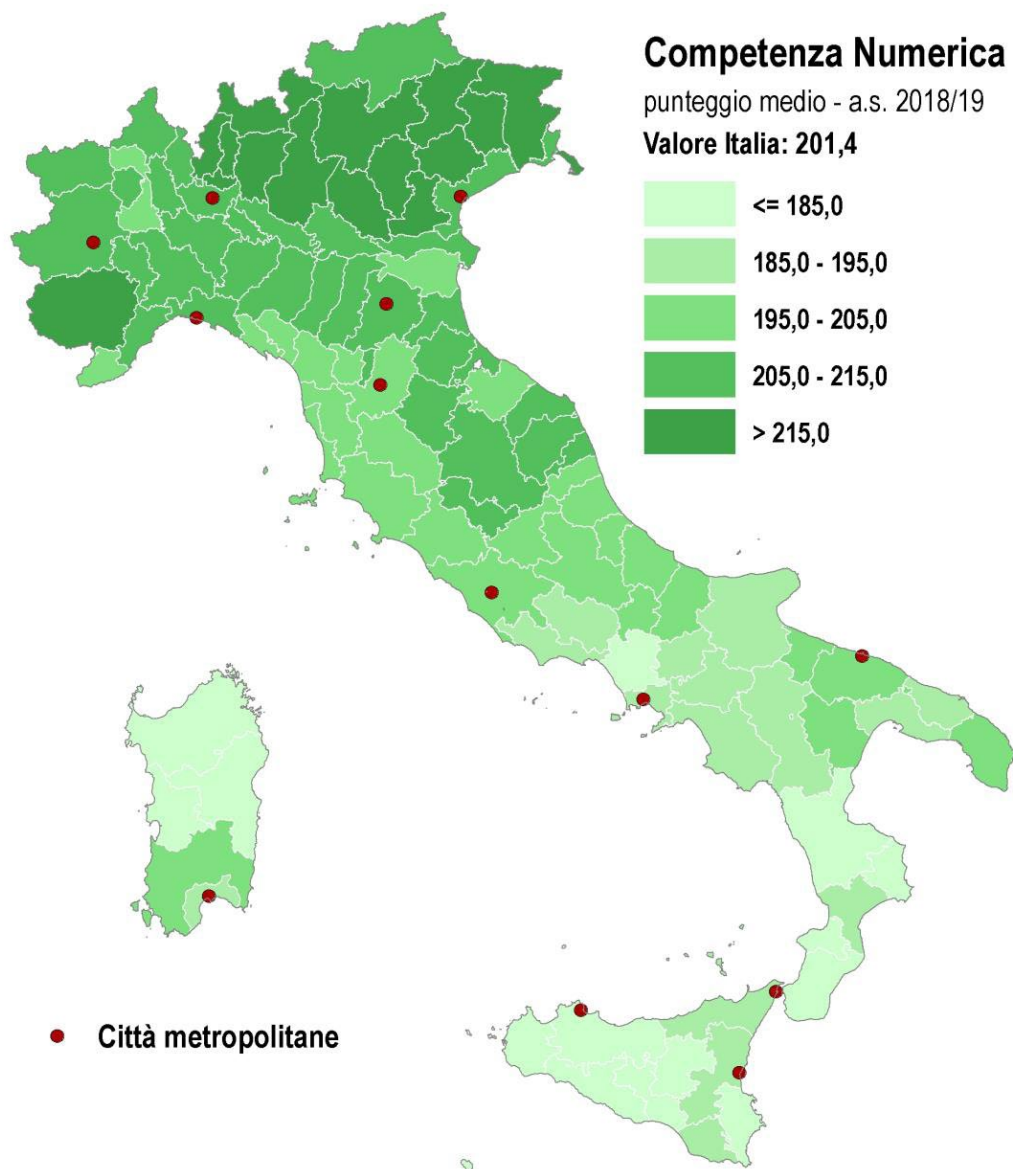 Competenza Numerica
punteggio medio - a.s. 2018/19
Valore Italia: 201,4
<= 185,0
185,0 - 195,0
195,0 - 205,0
205,0 - 215,0
> 215,0
Città metropolitane